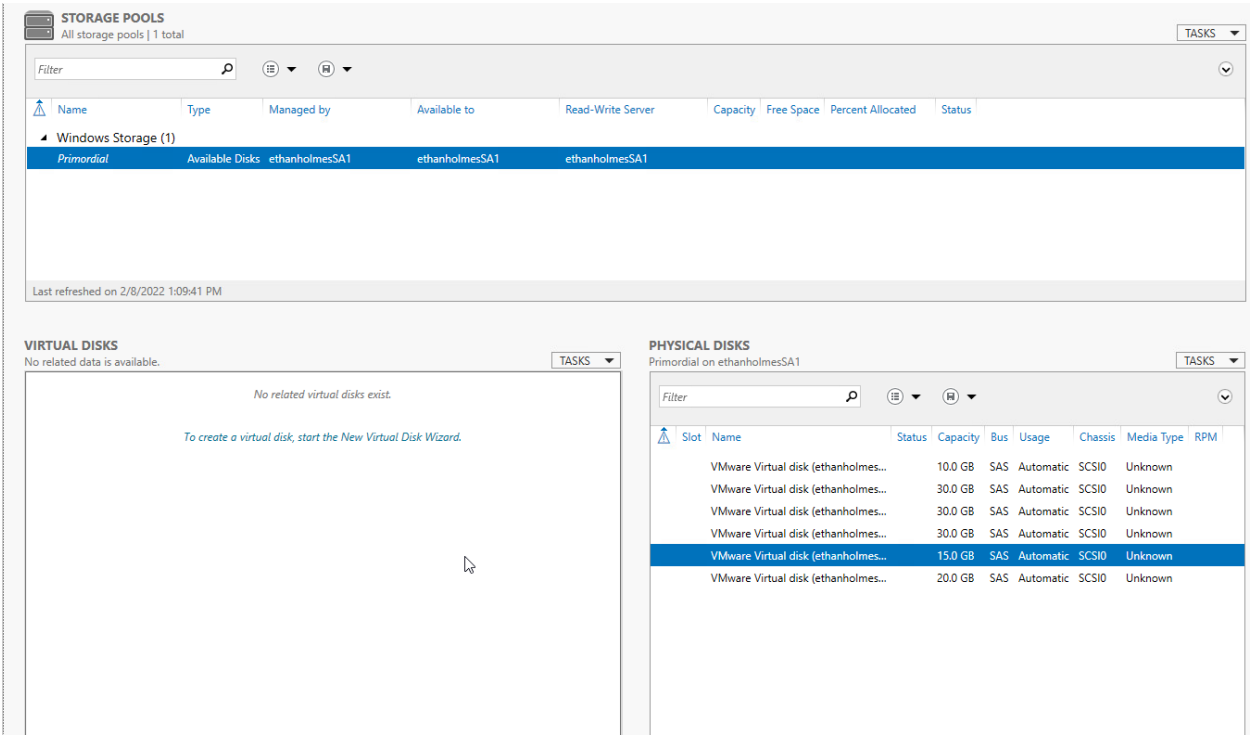 STORAGE POOLS
All storage pools | 1 total
TASKS
Filter
Name Type Managed by Available to Read-Write Server Capacity Free Space Percent Allocated Status
Windows Storage (1)
Primordial Available Disks ethanholmesSA1 ethanholmesSA1 ethanholmesSA1
Last refreshed on 2/8/2022 1:09:41 PM
VIRTUAL DISKS
No related data is available.
TASKS
No related virtual disks exist.
To create a virtual disk, start the New Virtual Disk Wizard.
PHYSICAL DISKS
Primordial on ethanholmesSA1
TASKS
Filter
Slot Name Status Capacity Bus Usage Chassis Media Type RPM
VMware Virtual disk (ethanholmes... 10.0 GB SAS Automatic SCSI0 Unknown
VMware Virtual disk (ethanholmes... 30.0 GB SAS Automatic SCSI0 Unknown
VMware Virtual disk (ethanholmes... 30.0 GB SAS Automatic SCSI0 Unknown
VMware Virtual disk (ethanholmes... 30.0 GB SAS Automatic SCSI0 Unknown
VMware Virtual disk (ethanholmes... 15.0 GB SAS Automatic SCSI0 Unknown
VMware Virtual disk (ethanholmes... 20.0 GB SAS Automatic SCSI0 Unknown